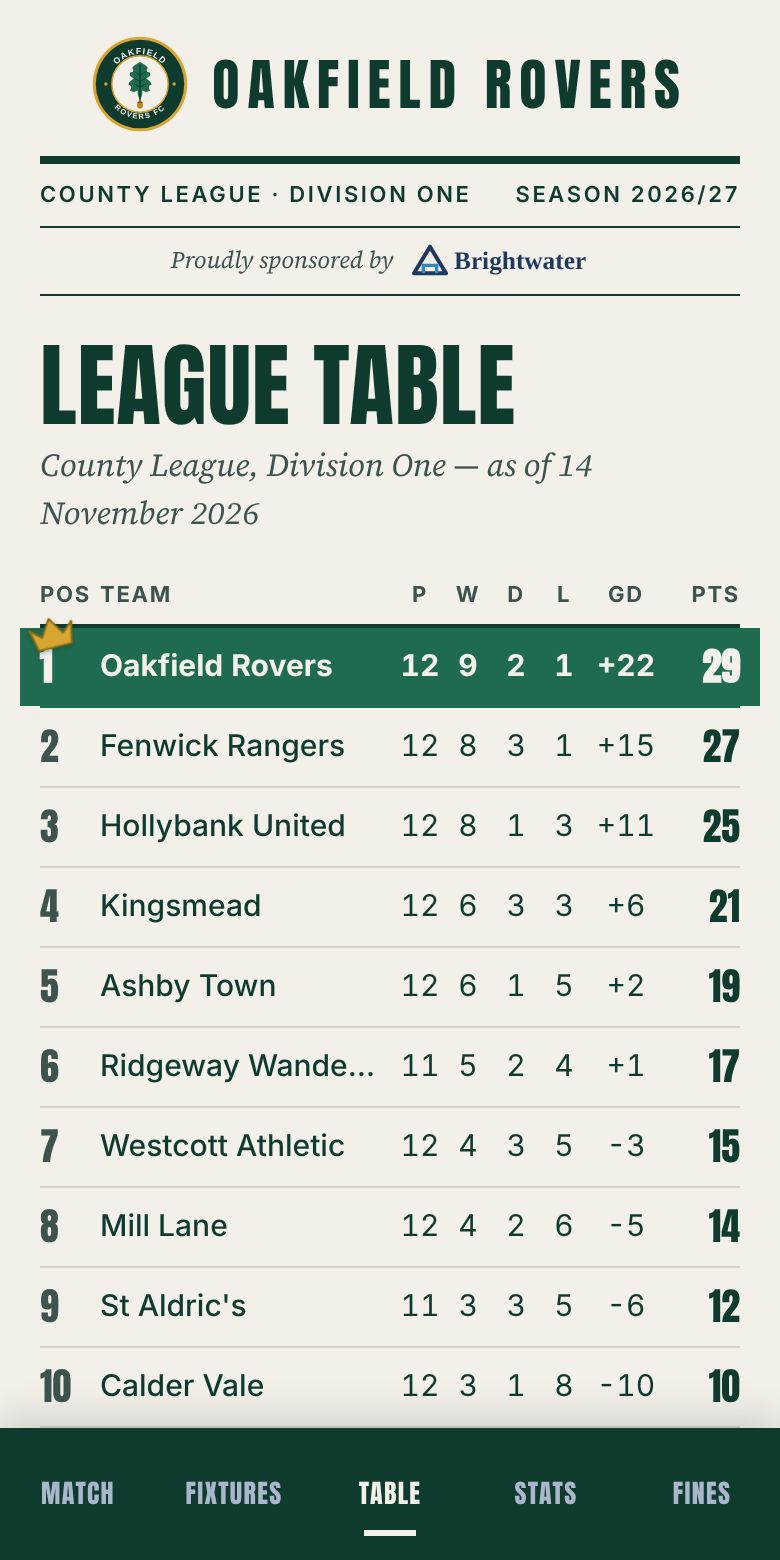 OAKFIELD
ROVERS FC
OAKFIELD ROVERS
COUNTY LEAGUE · DIVISION ONE SEASON 2026/27
Proudly sponsored by Brightwater
LEAGUE TABLE
County League, Division One — as of 14
November 2026
POS TEAM P W D L GD PTS
1 Oakfield Rovers 12 9 2 1 +22 29
2 Fenwick Rangers 12 8 3 1 +15 27
3 Hollybank United 12 8 1 3 +11 25
4 Kingsmead 12 6 3 3 +6 21
5 Ashby Town 12 6 1 5 +2 19
6 Ridgeway Wande... 11 5 2 4 +1 17
7 Westcott Athletic 12 4 3 5 -3 15
8 Mill Lane 12 4 2 6 -5 14
9 St Aldric's 11 3 3 5 -6 12
10 Calder Vale 12 3 1 8 -10 10
MATCH FIXTURES TABLE STATS FINES